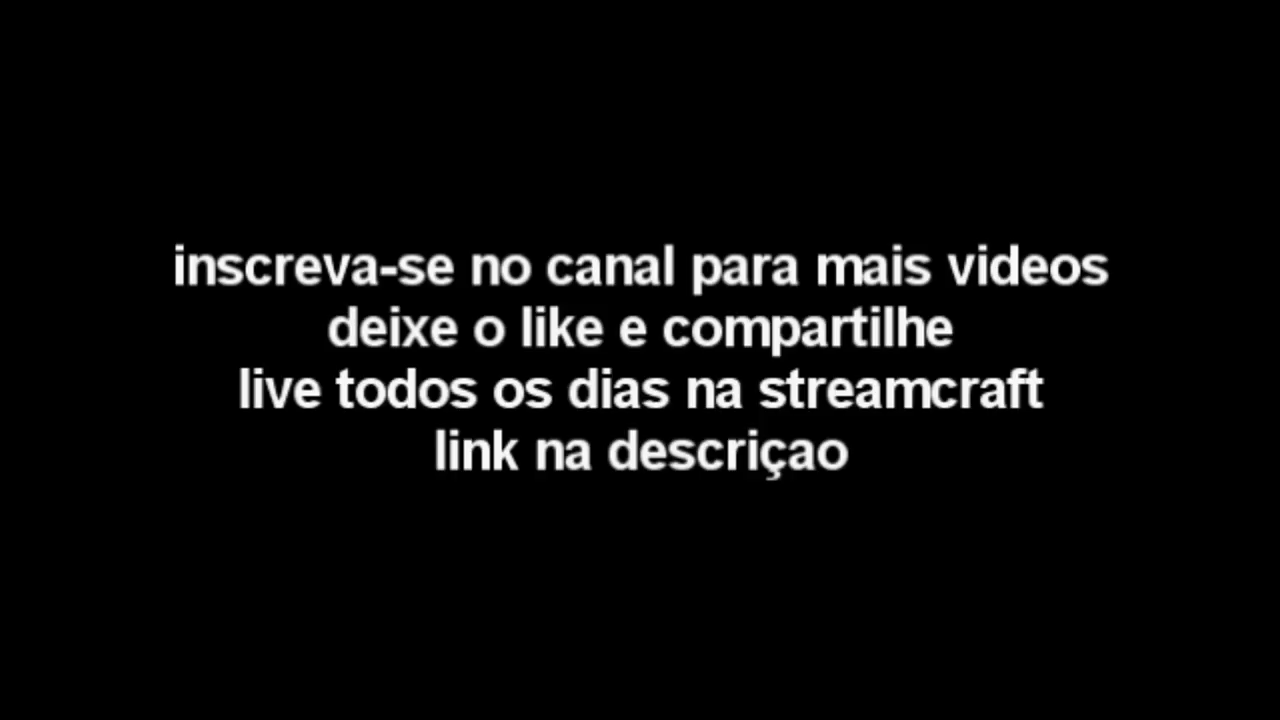 inscreva-se no canal para mais videos
deixe o like e compartilhe
live todos os dias na streamcraft
link na descriçao